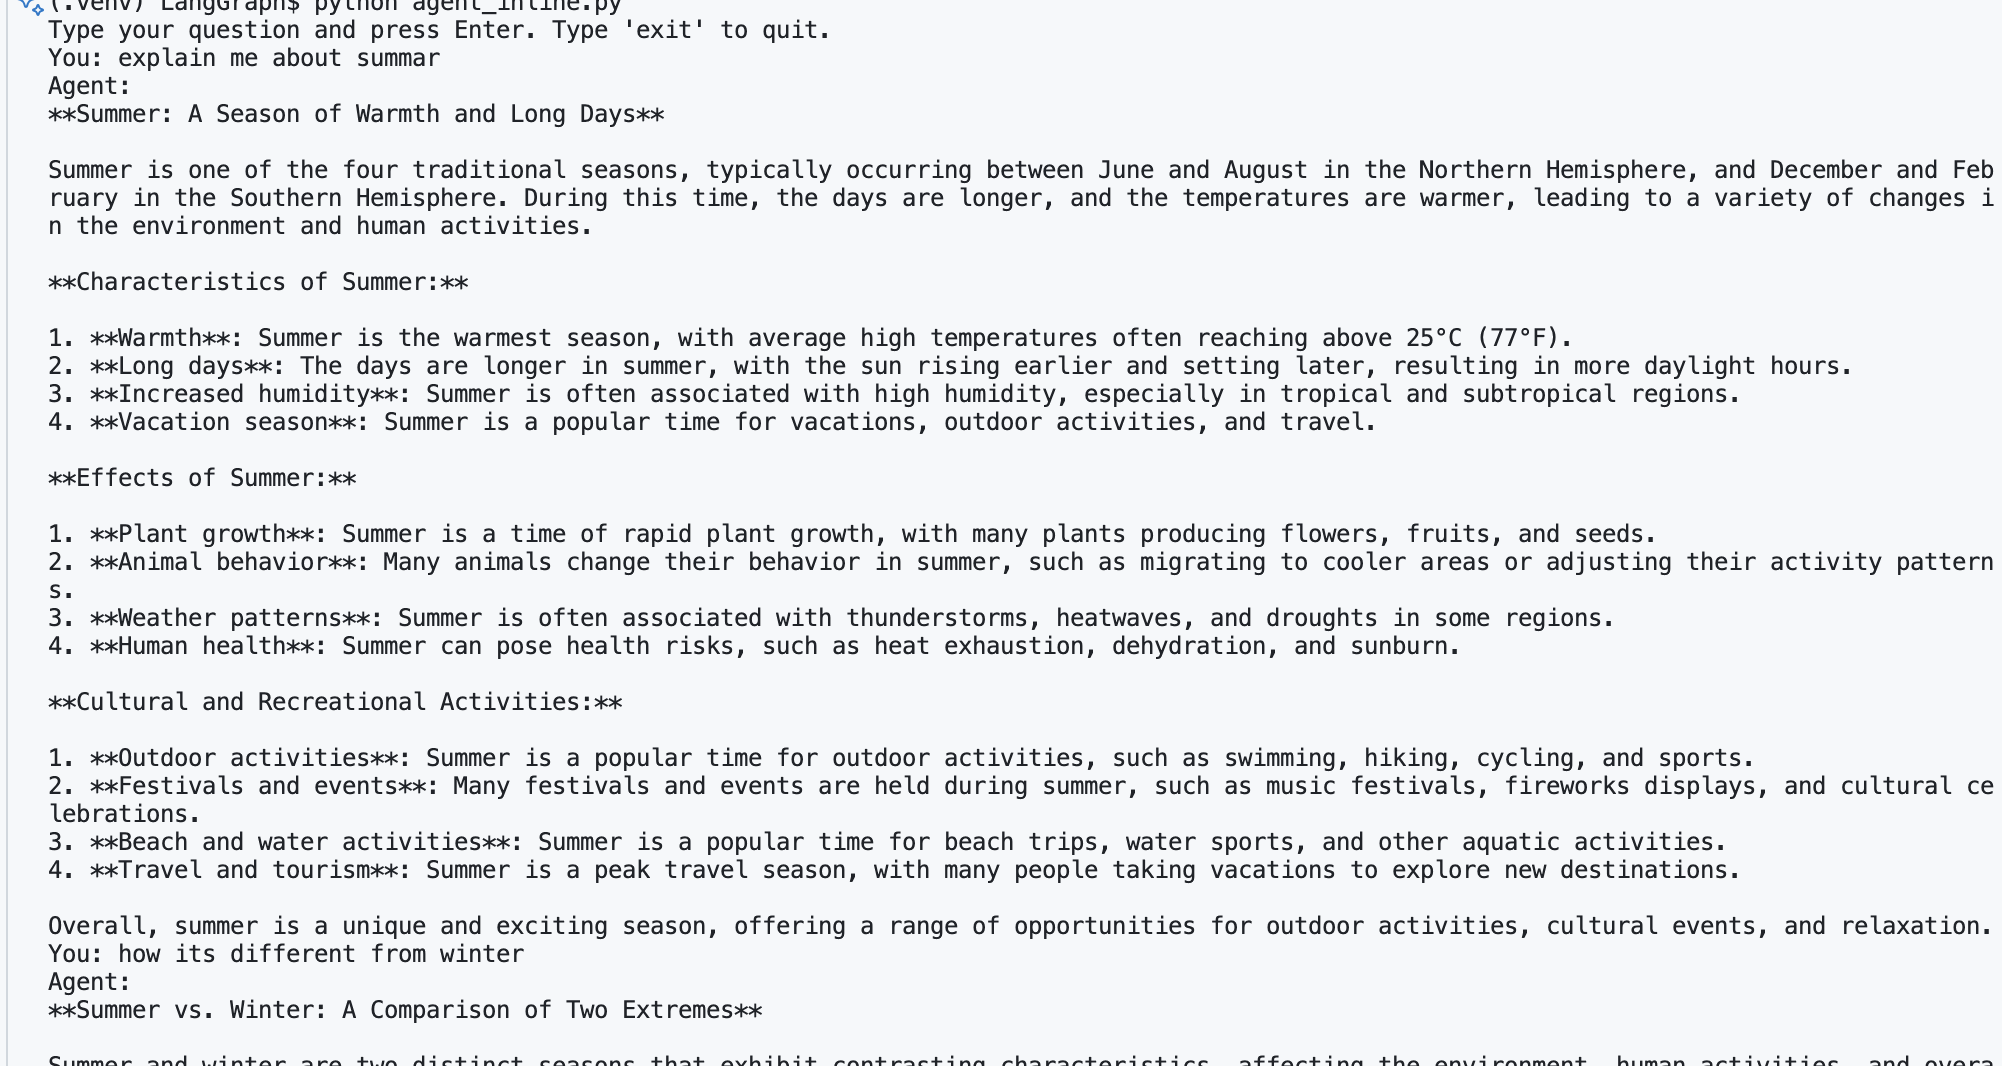 (.venv) LangGraph$ python agent_inline.py
Type your question and press Enter. Type 'exit' to quit.
You: explain me about summar
Agent:
**Summer: A Season of Warmth and Long Days**
Summer is one of the four traditional seasons, typically occurring between June and August in the Northern Hemisphere, and December and Feb
ruary in the Southern Hemisphere. During this time, the days are longer, and the temperatures are warmer, leading to a variety of changes i
n the environment and human activities.
**Characteristics of Summer:**
1. **Warmth**: Summer is the warmest season, with average high temperatures often reaching above 25°C (77°F).
2. **Long days**: The days are longer in summer, with the sun rising earlier and setting later, resulting in more daylight hours.
3. **Increased humidity**: Summer is often associated with high humidity, especially in tropical and subtropical regions.
4. **Vacation season**: Summer is a popular time for vacations, outdoor activities, and travel.
**Effects of Summer:**
1. **Plant growth**: Summer is a time of rapid plant growth, with many plants producing flowers, fruits, and seeds.
2. **Animal behavior**: Many animals change their behavior in summer, such as migrating to cooler areas or adjusting their activity pattern
s.
3. **Weather patterns**: Summer is often associated with thunderstorms, heatwaves, and droughts in some regions.
4. **Human health**: Summer can pose health risks, such as heat exhaustion, dehydration, and sunburn.
**Cultural and Recreational Activities:**
1. **Outdoor activities**: Summer is a popular time for outdoor activities, such as swimming, hiking, cycling, and sports.
2. **Festivals and events**: Many festivals and events are held during summer, such as music festivals, fireworks displays, and cultural ce
lebrations.
3. **Beach and water activities**: Summer is a popular time for beach trips, water sports, and other aquatic activities.
4. **Travel and tourism**: Summer is a peak travel season, with many people taking vacations to explore new destinations.
Overall, summer is a unique and exciting season, offering a range of opportunities for outdoor activities, cultural events, and relaxation.
You: how its different from winter
Agent:
**Summer vs. Winter: A Comparison of Two Extremes**
Summer and winter are two distinct seasons that exhibit contrasting characteristics, affecting the environment, human activities, and overa